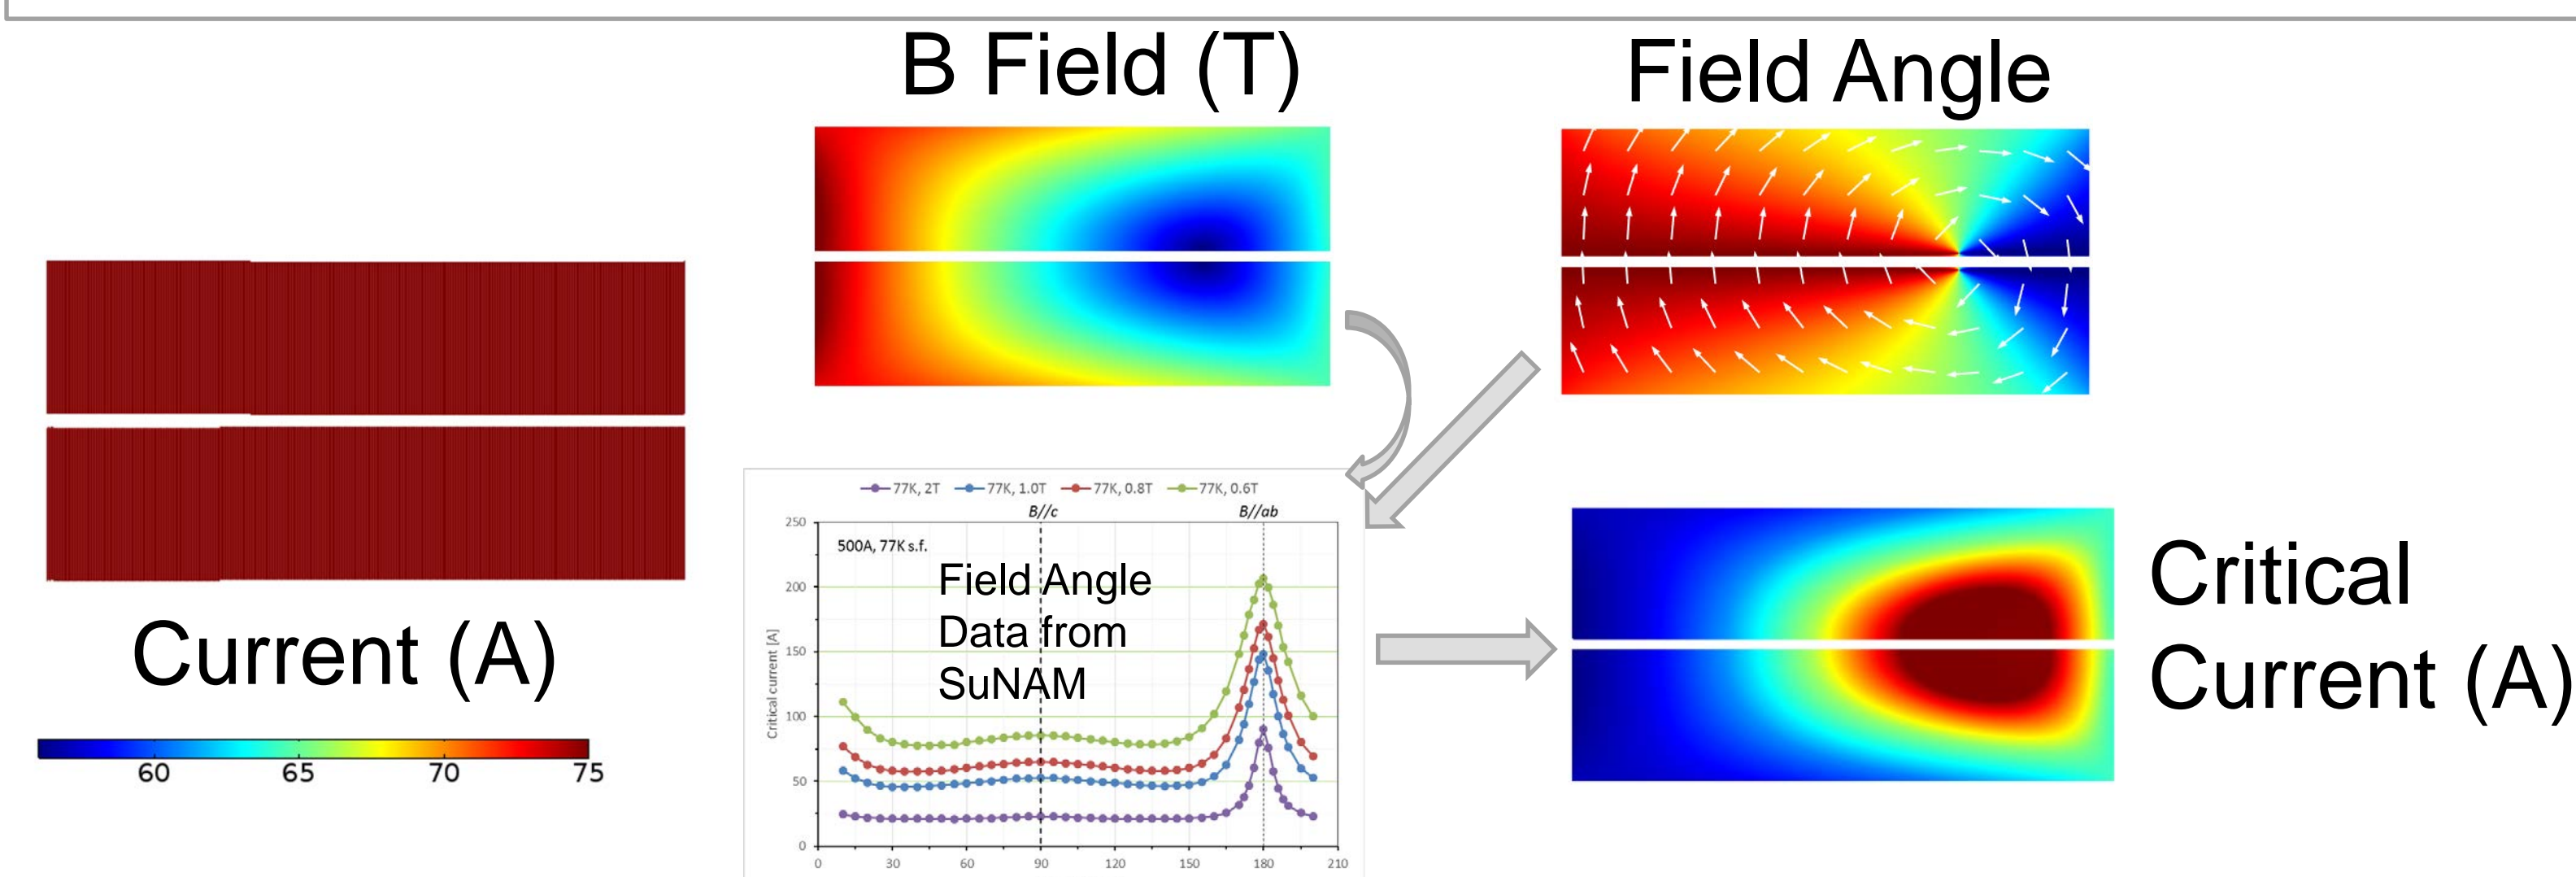 B Field (T)
Field Angle
Current (A)
60 65 70 75
77K, 2T 77K, 1.0T 77K, 0.8T 77K, 0.6T
B//c B//ab
500A, 77K s.f.
Field Angle
Data from
SuNAM
Critical current [A]
250
200
150
100
50
0
0 30 60 90 120 150 180 210
Critical
Current (A)